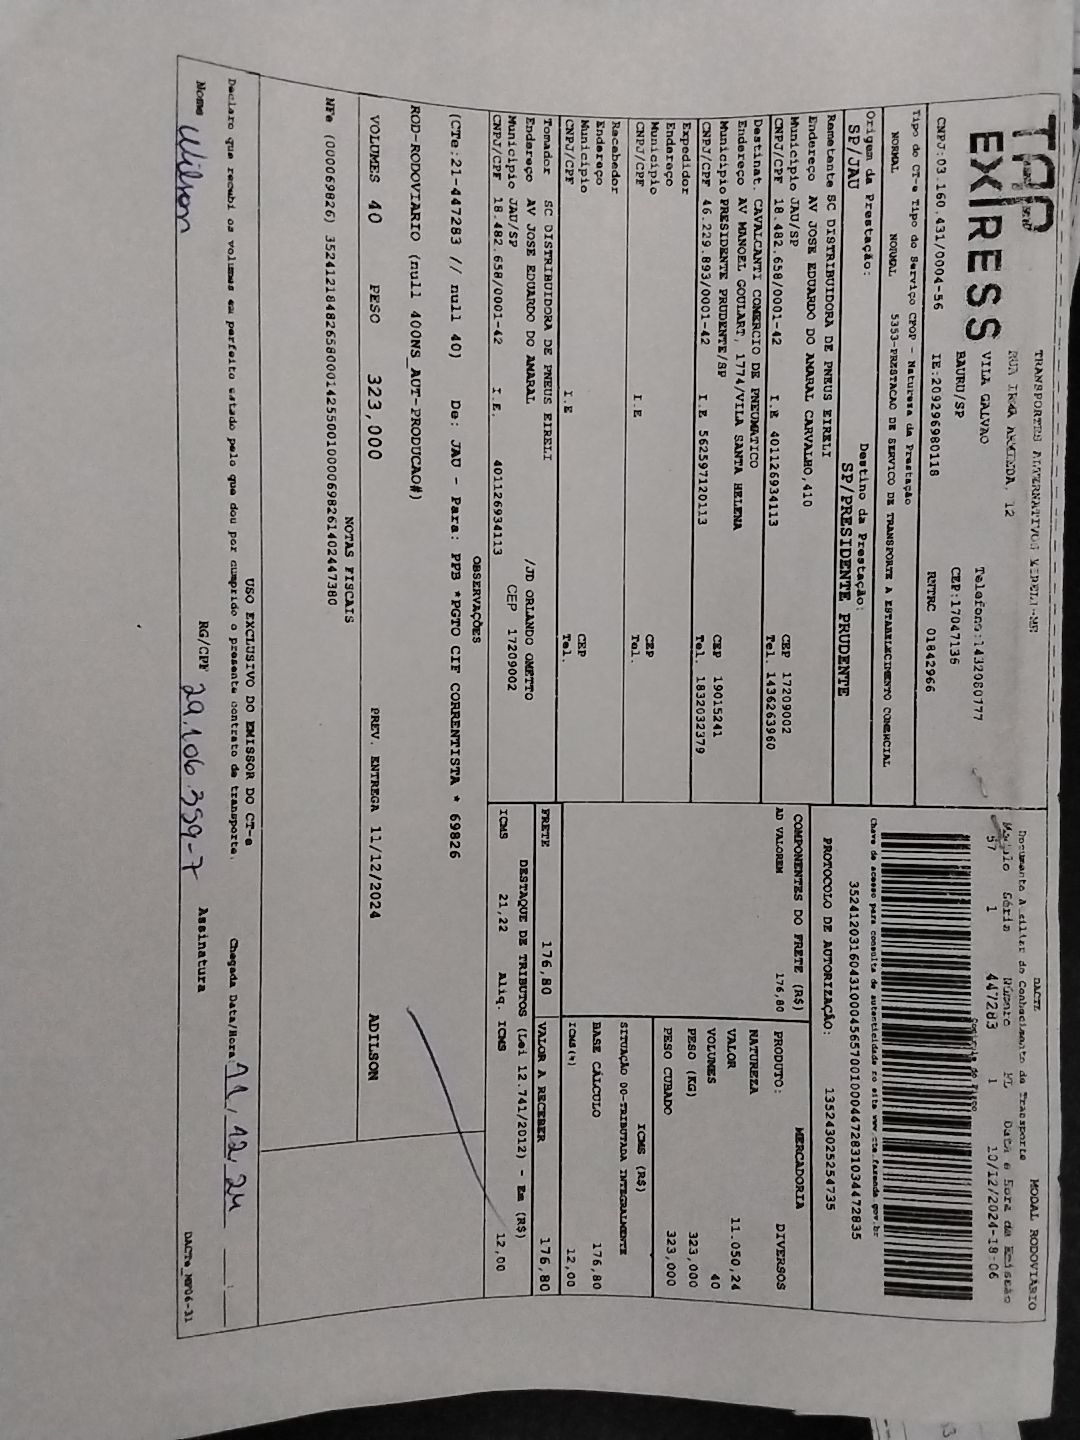 TAP
EXPRESS
TRANSPORTES ALTERNATIVOS EIRELI-ME
RUA IRMA ARMINDA, 12
VILA GALVAO
Telefone:1432080777
BAURU/SP
CEP:17047135
CNPJ:03.160.431/0004-56
IE:209296980118
RNTRC 01842966
DACTE
MODAL RODOVIÁRIO
Documento Auxiliar do Conhecimento de Transporte
Modelo Série Número FL Data e Hora da Emissão
57 1 447283 1 10/12/2024-18:06
Controle do Fisco
Chave de acesso para consulta de autenticidade no site www.cte.fazenda.gov.br
35241203160431000456570010004472831034472835
PROTOCOLO DE AUTORIZAÇÃO: 135243025254735
Tipo do CT-e Tipo do Serviço CFOP - Natureza da Prestação
NORMAL NORMAL 5353-PRESTACAO DE SERVICO DE TRANSPORTE A ESTABELECIMENTO COMERCIAL
Origem da Prestação: Destino da Prestação:
SP/JAU SP/PRESIDENTE PRUDENTE
Remetente SC DISTRIBUIDORA DE PNEUS EIRELI
Endereço AV JOSE EDUARDO DO AMARAL CARVALHO,410
Município JAU/SP CEP 17209002
CNPJ/CPF 18.482.658/0001-42 I.E 401126934113 Tel. 1436263960
Destinat. CAVALCANTI COMERCIO DE PNEUMATICO
Endereço AV MANOEL GOULART, 1774/VILA SANTA HELENA
Município PRESIDENTE PRUDENTE/SP CEP 19015241
CNPJ/CPF 46.229.893/0001-42 I.E 562597120113 Tel. 1832032379
Expedidor
Endereço
Município CEP
CNPJ/CPF I.E Tel.
Recebedor
Endereço
Município CEP
CNPJ/CPF I.E Tel.
Tomador SC DISTRIBUIDORA DE PNEUS EIRELI
Endereço AV JOSE EDUARDO DO AMARAL /JD ORLANDO OMETTO
Município JAU/SP CEP 17209002
CNPJ/CPF 18.482.658/0001-42 I.E. 401126934113
COMPONENTES DO FRETE (R$)
AD VALOREM 176,80
MERCADORIA
PRODUTO: DIVERSOS
NATUREZA
VALOR 11.050,24
VOLUMES 40
PESO (KG) 323,000
PESO CUBADO 323,000
ICMS (R$)
SITUAÇÃO 00-TRIBUTADA INTEGRALMENTE
BASE CÁLCULO 176,80
ICMS(%) 12,00
FRETE 176,80 VALOR A RECEBER 176,80
DESTAQUE DE TRIBUTOS (Lei 12.741/2012) - Em (R$)
ICMS 21,22 Aliq. ICMS 12,00
OBSERVAÇÕES
(CTe:21-447283 // null 40) De: JAU - Para: PPB *PGTO CIF CORRENTISTA * 69826
ROD-RODOVIARIO (null 400NS_AUT-PRODUCAO#)
VOLUMES 40 PESO 323,000 PREV. ENTREGA 11/12/2024 ADILSON
NOTAS FISCAIS
NFe (000069826) 35241218482658000142550010000698261402447380
USO EXCLUSIVO DO EMISSOR DO CT-e
Declaro que recebi os volumes em perfeito estado pelo que dou por cumprido o presente contrato de transporte. Chegada Data/Hora 11/12/24
Nome Wilson RG/CPF 29.106.359-7 Assinatura
DACTe_MP06-31